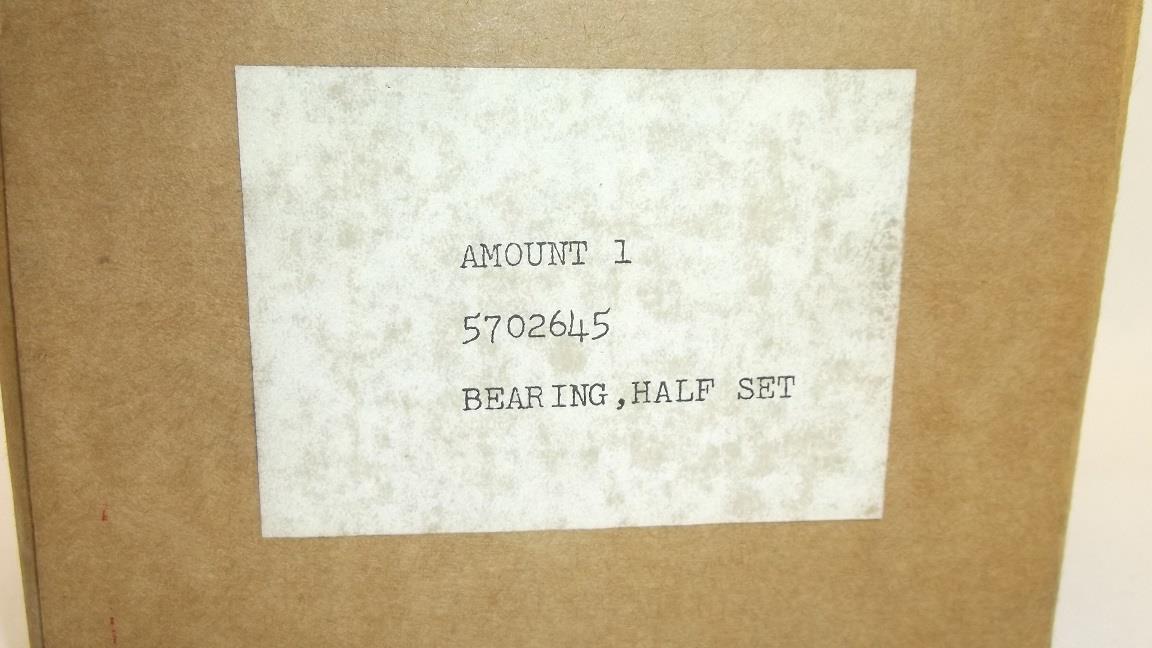 AMOUNT 1
5702645
BEARING,HALF SET